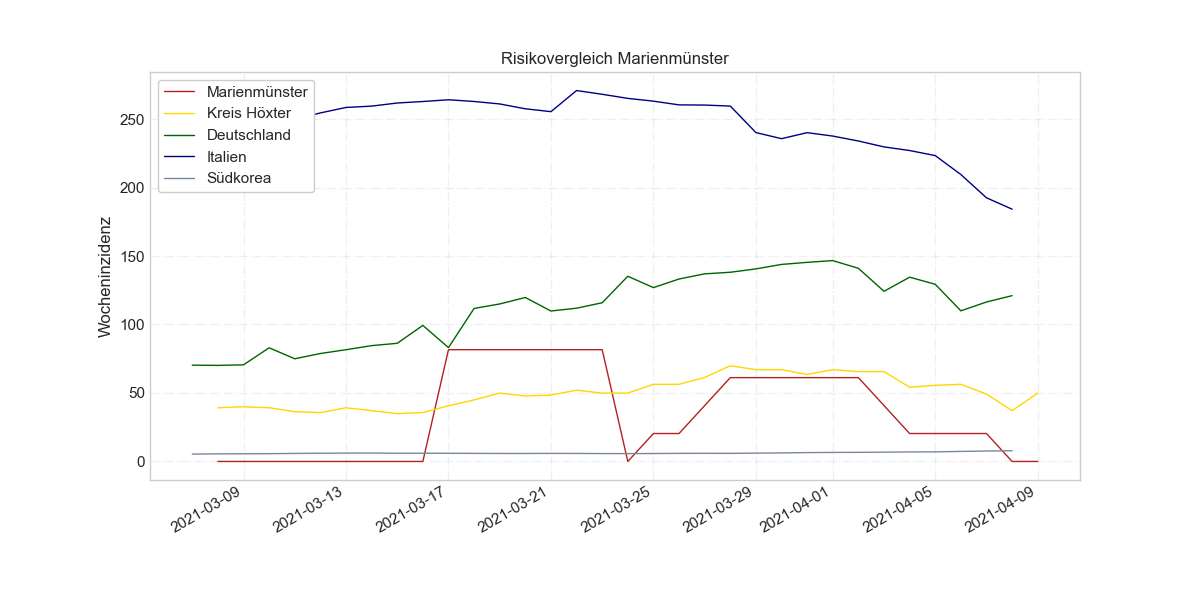 Risikovergleich Marienmünster
Marienmünster
Kreis Höxter
Deutschland
Italien
Südkorea
Wocheninzidenz
250
200
150
100
50
0
2021-03-09
2021-03-13
2021-03-17
2021-03-21
2021-03-25
2021-03-29
2021-04-01
2021-04-05
2021-04-09